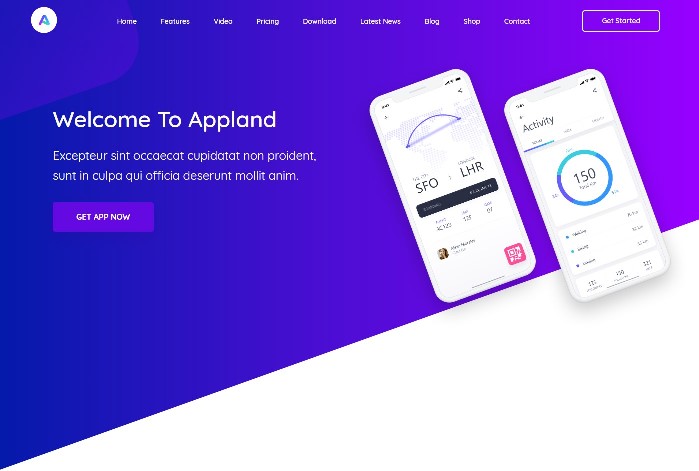 Home Features Video Pricing Download Latest News Blog Shop Contact Get Started
Welcome To Appland
Excepteur sint occaecat cupidatat non proident,
sunt in culpa qui officia deserunt mollit anim.
GET APP NOW
SFO
LHR
Activity
150